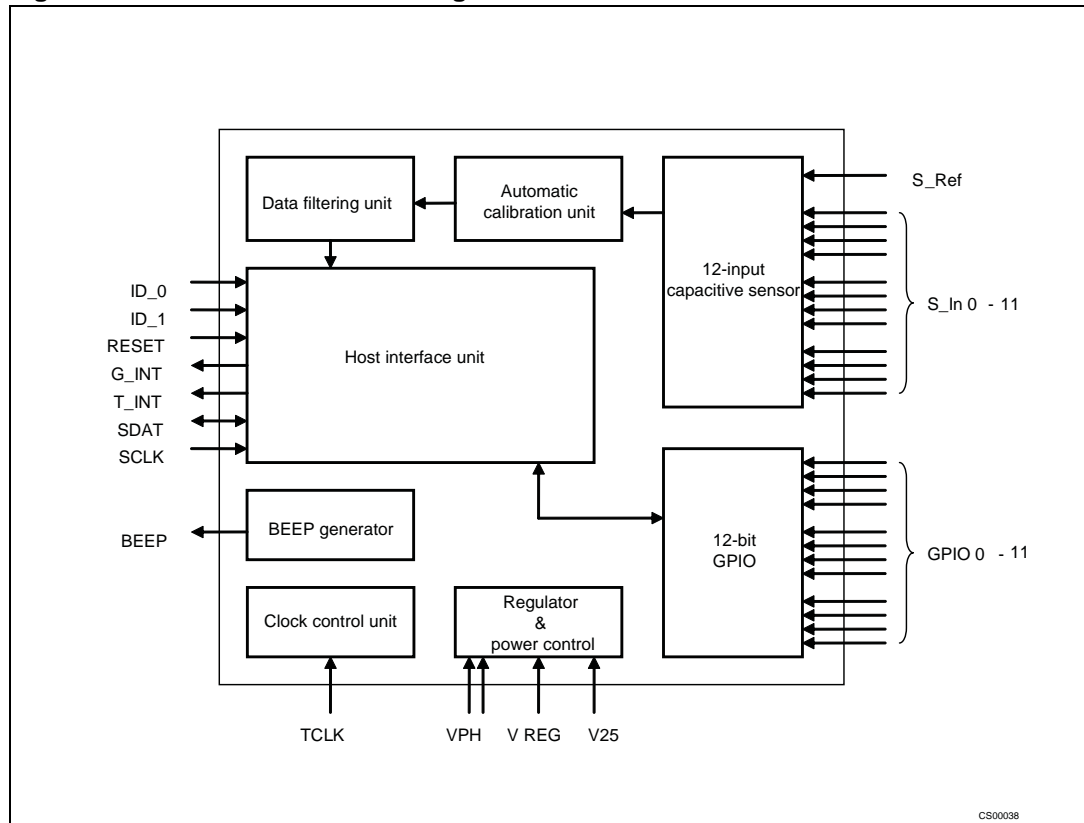 Data filtering unit
Automatic
calibration unit
12-input
capacitive sensor
S_Ref
S_In 0 - 11
ID_0
ID_1
RESET
G_INT
T_INT
SDAT
SCLK
Host interface unit
BEEP
BEEP generator
12-bit
GPIO
GPIO 0 - 11
Clock control unit
Regulator
&
power control
TCLK
VPH
V REG
V25
CS00038